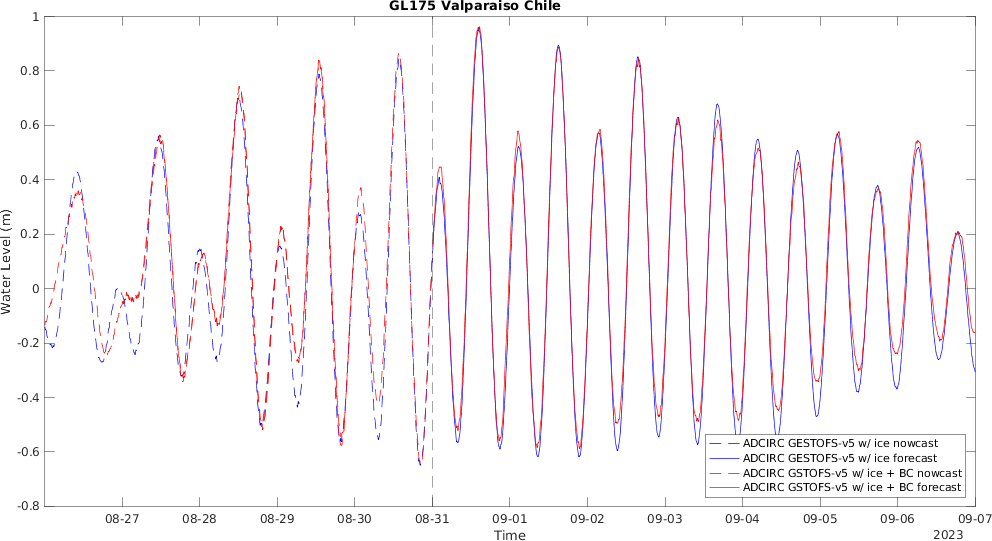 GL175 Valparaiso Chile
1
0.8
0.6
0.4
0.2
0
-0.2
-0.4
-0.6
-0.8
Water Level (m)
ADCIRC GESTOFS-v5 w/ ice nowcast
ADCIRC GESTOFS-v5 w/ ice forecast
ADCIRC GSTOFS-v5 w/ ice + BC nowcast
ADCIRC GSTOFS-v5 w/ ice + BC forecast
08-27 08-28 08-29 08-30 08-31 09-01 09-02 09-03 09-04 09-05 09-06 09-07
Time
2023